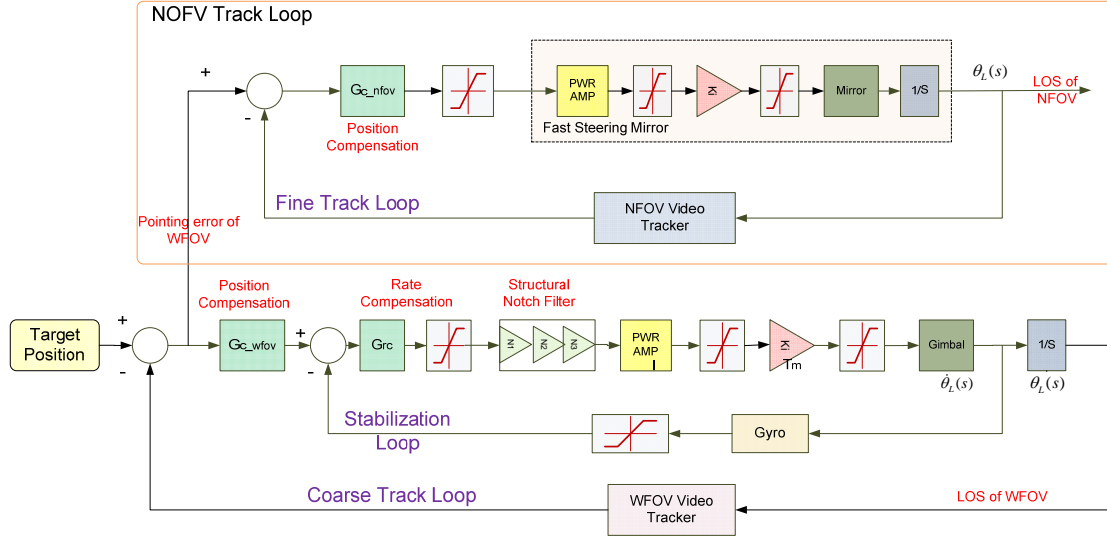 NOFV Track Loop
+
-
Gc_nfov
Position
Compensation
PWR
AMP
Ki
Mirror
1/S
Fast Steering Mirror
θL(s)
LOS of
NFOV
Fine Track Loop
NFOV Video
Tracker
Pointing error of
WFOV
Position
Compensation
Rate
Compensation
Structural
Notch Filter
Target
Position
+
-
Gc_wfov
+
-
Grc
N1
N2
N3
PWR
AMP
I
Ki
Tm
Gimbal
θ̇L(s)
1/S
θL(s)
Stabilization
Loop
Gyro
Coarse Track Loop
WFOV Video
Tracker
LOS of WFOV